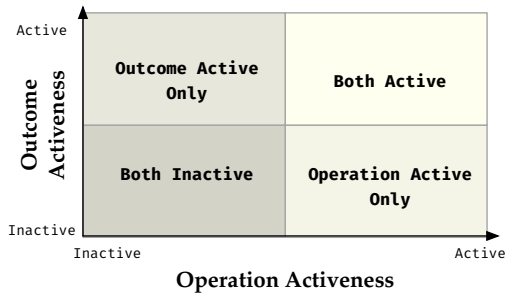 Active
Outcome Active
Only
Both Active
Outcome
Activeness
Both Inactive
Operation Active
Only
Inactive
Inactive
Active
Operation Activeness